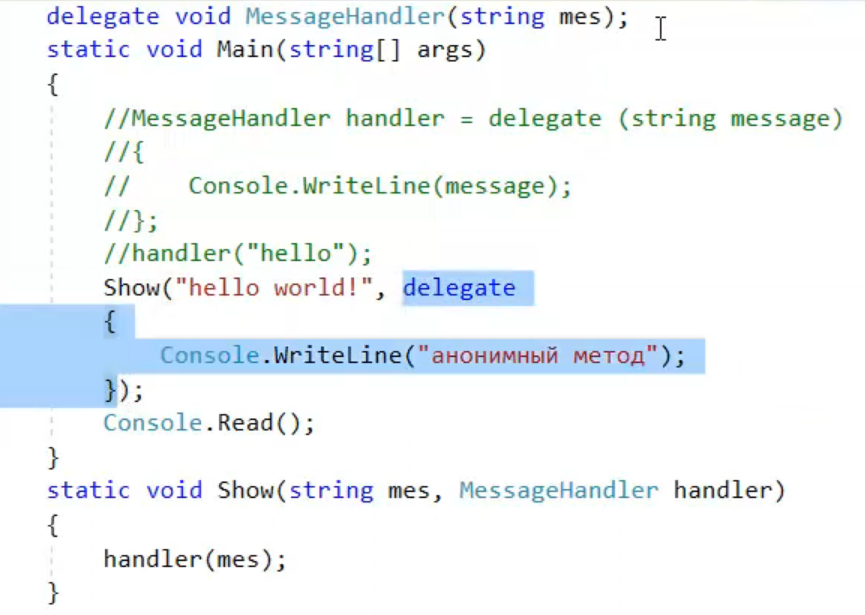 delegate void MessageHandler(string mes);
static void Main(string[] args)
{
//MessageHandler handler = delegate (string message)
//{
//    Console.WriteLine(message);
//};
//handler("hello");
Show("hello world!", delegate
{
Console.WriteLine("анонимный метод");
});
Console.Read();
}
static void Show(string mes, MessageHandler handler)
{
handler(mes);
}